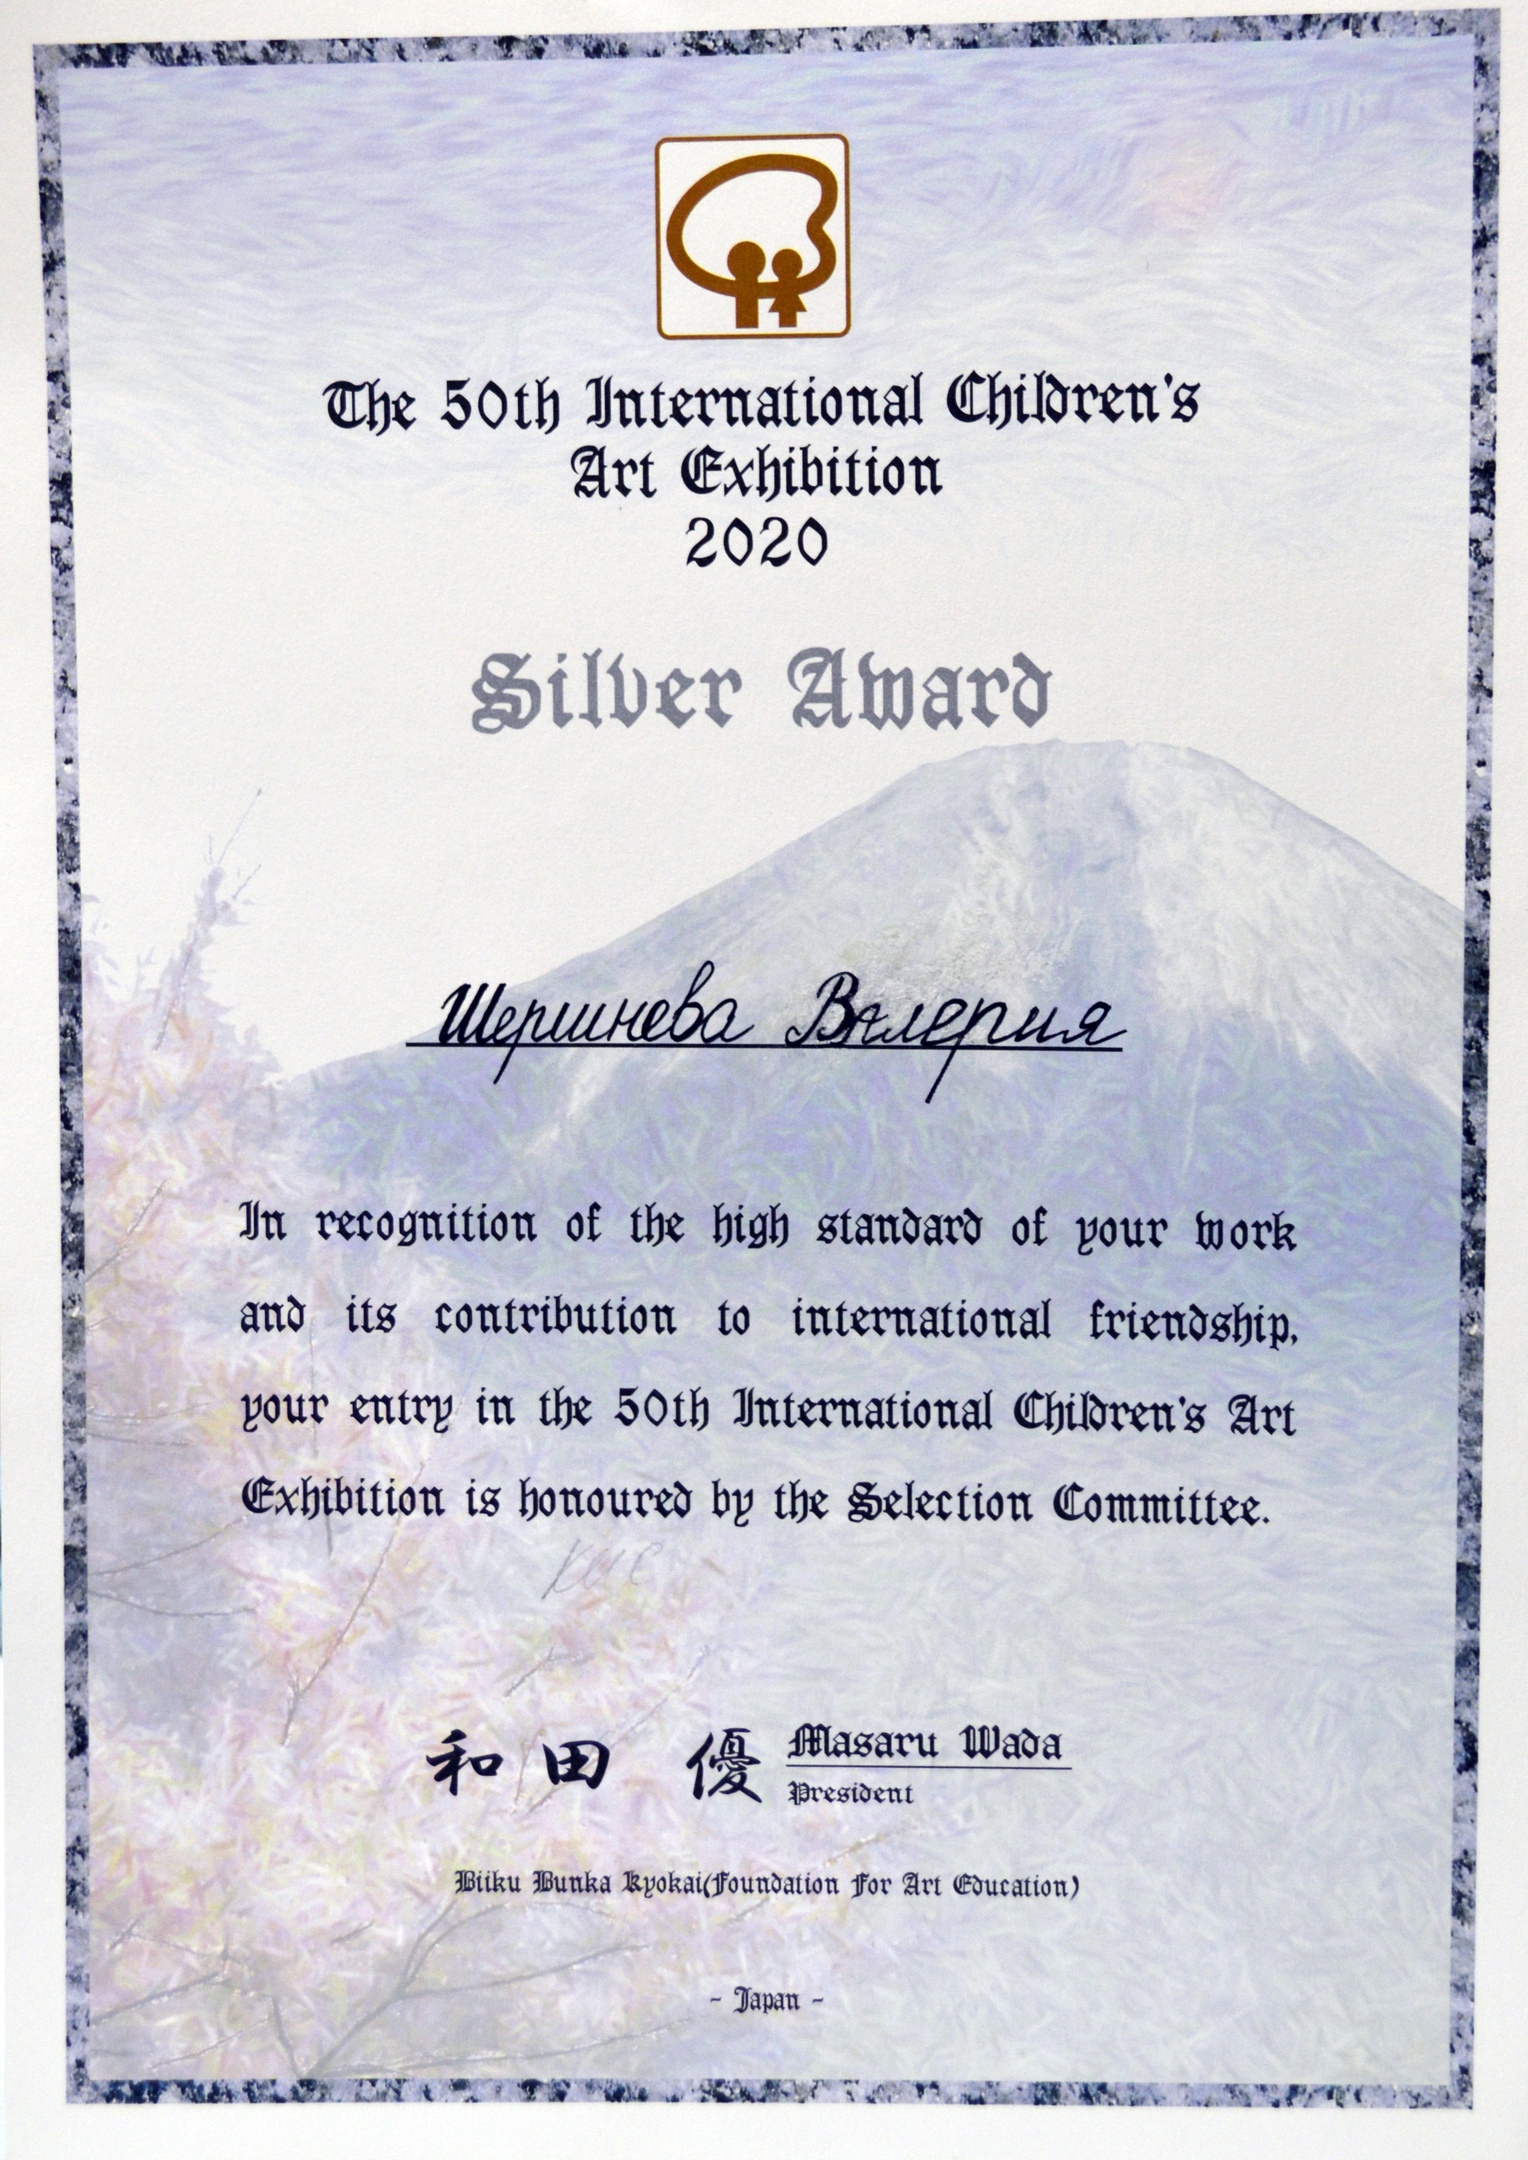 The 50th International Children's
Art Exhibition
2020
Silver Award
Шершнева Валерия
In recognition of the high standard of your work
and its contribution to international friendship,
your entry in the 50th International Children's Art
Exhibition is honoured by the Selection Committee.
和田 優 Masaru Wada
President
Biiku Bunka Kyokai(Foundation For Art Education)
- Japan -